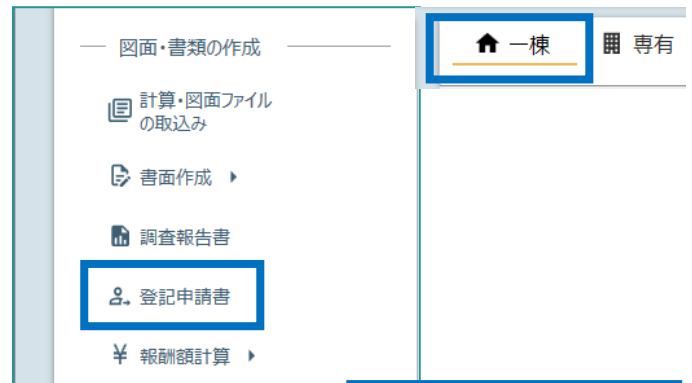 図面・書類の作成
計算・図面ファイル
の取込み
書面作成
調査報告書
登記申請書
¥ 報酬額計算
一棟
専有